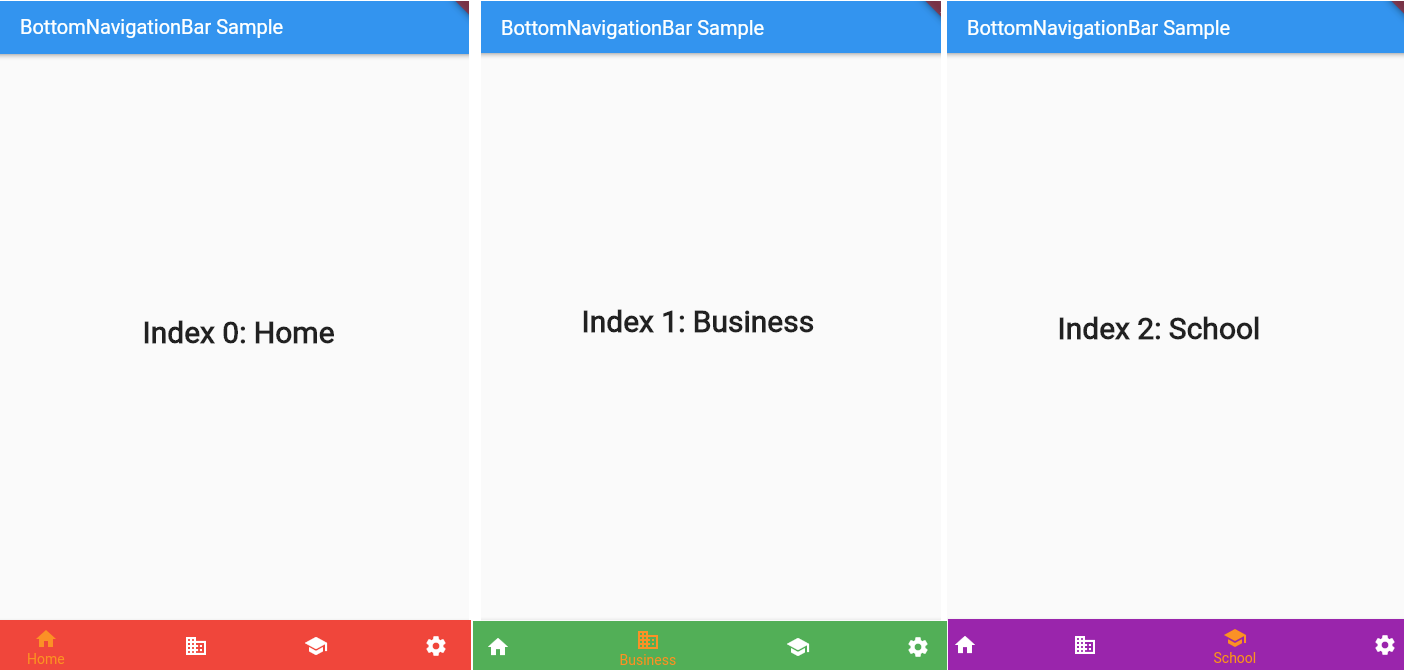 BottomNavigationBar Sample
Index 0: Home
Home
BottomNavigationBar Sample
Index 1: Business
Business
BottomNavigationBar Sample
Index 2: School
School